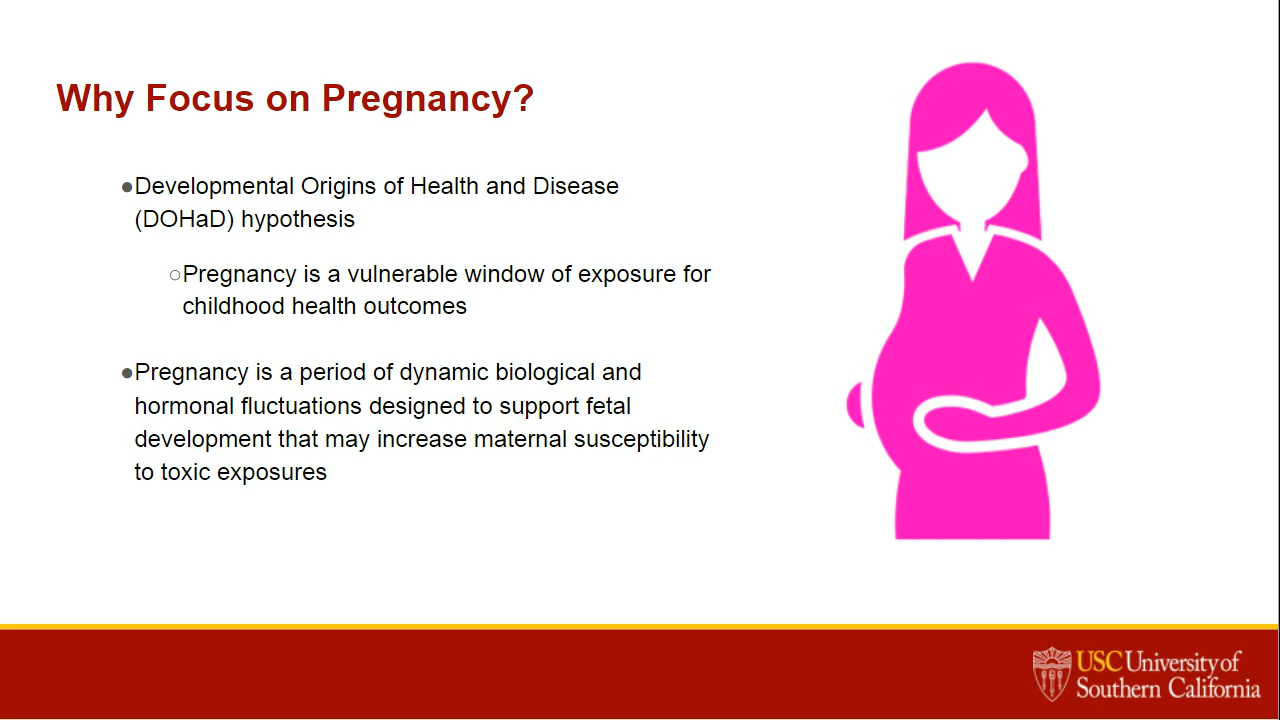 Why Focus on Pregnancy?
●Developmental Origins of Health and Disease
(DOHaD) hypothesis
○Pregnancy is a vulnerable window of exposure for
childhood health outcomes
●Pregnancy is a period of dynamic biological and
hormonal fluctuations designed to support fetal
development that may increase maternal susceptibility
to toxic exposures
USC University of
Southern California